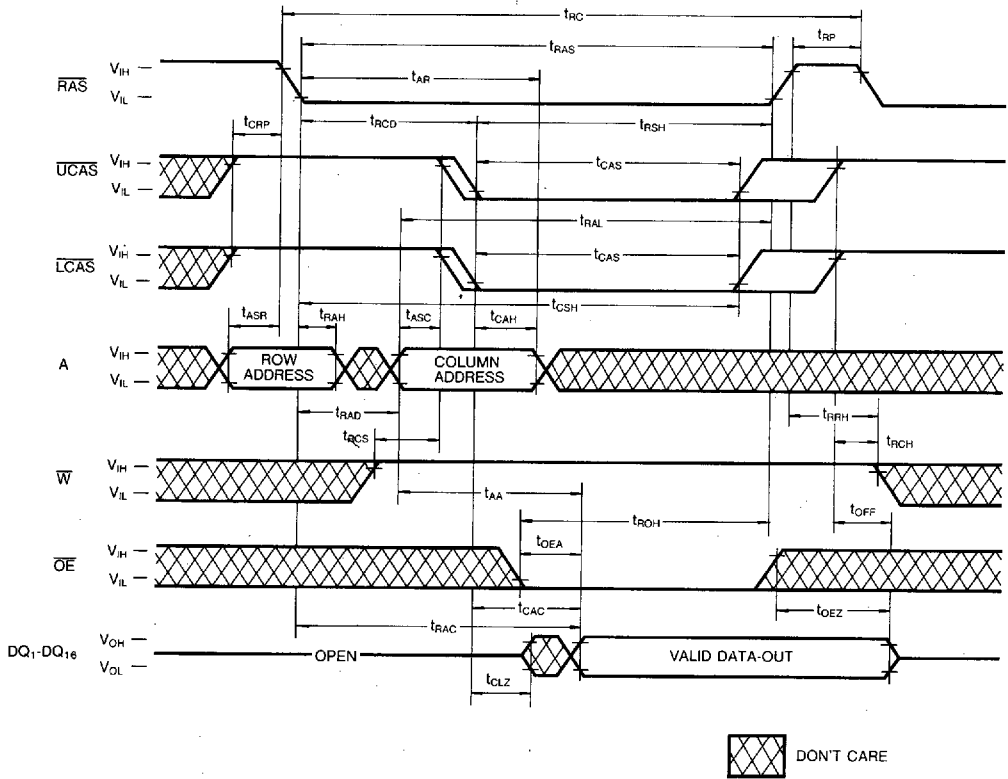 tRC
tRAS
tRP
tAR
RAS
VIH
VIL
tCRP
tRCD
tRSH
UCAS
VIH
VIL
tCAS
tRAL
LCAS
VIH
VIL
tCAS
tCSH
tASR
tRAH
tASC
tCAH
A
VIH
VIL
ROW
ADDRESS
COLUMN
ADDRESS
tRAD
tRRH
tRCS
tRCH
W
VIH
VIL
tAA
tOFF
tROH
OE
VIH
VIL
tOEA
tCAC
tOEZ
tRAC
DQ1-DQ16
VOH
VOL
OPEN
VALID DATA-OUT
tCLZ
DON'T CARE